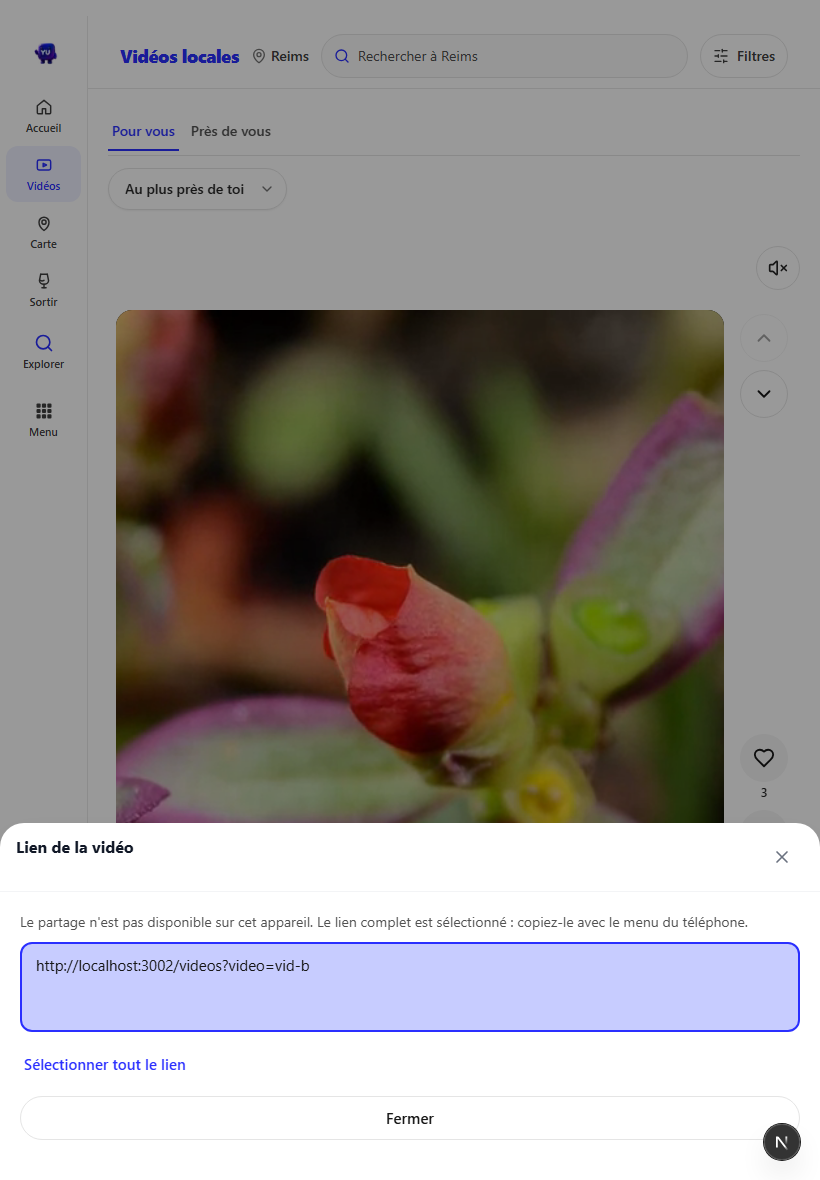 YU
Vidéos locales
Reims
Rechercher à Reims
Filtres
Accueil
Vidéos
Carte
Sortir
Explorer
Menu
Pour vous
Près de vous
Au plus près de toi
3
Lien de la vidéo
Le partage n'est pas disponible sur cet appareil. Le lien complet est sélectionné : copiez-le avec le menu du téléphone.
http://localhost:3002/videos?video=vid-b
Sélectionner tout le lien
Fermer
N